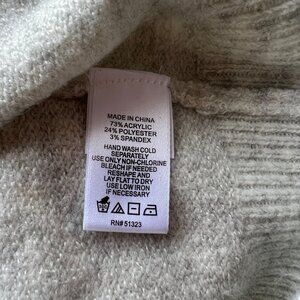 MADE IN CHINA
73% ACRYLIC
24% POLYESTER
3% SPANDEX
HAND WASH COLD
SEPARATELY
USE ONLY NON-CHLORINE
BLEACH IF NEEDED
RESHAPE AND
LAY FLAT TO DRY
USE LOW IRON
IF NECESSARY
RN# 51323